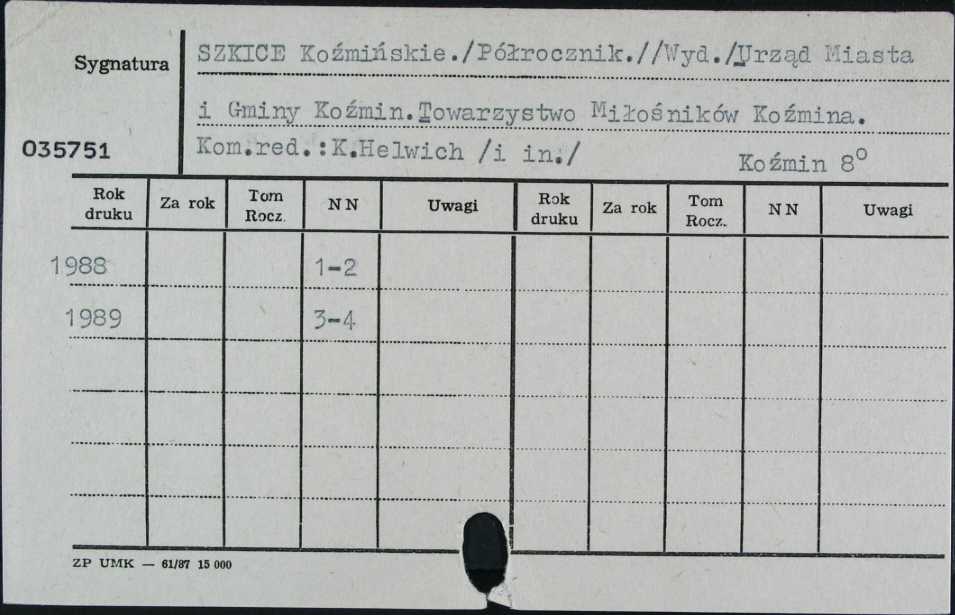 Sygnatura
SZKICE Koźmińskie./Półrocznik.//Wyd./Urząd Miasta
i Gminy Koźmin.Towarzystwo Miłośników Koźmina.
035751
Kom.red.:K.Helwich /i in./
Koźmin 8°
Rok druku Za rok Tom Rocz. NN Uwagi Rok druku Za rok Tom Rocz. NN Uwagi
1988 1-2
1989 3-4
ZP UMK — 61/87 15 000